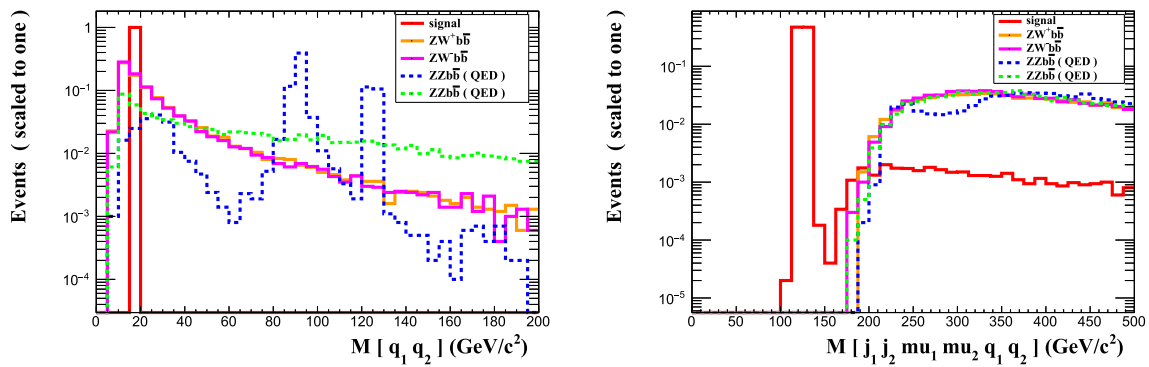 Events ( scaled to one )
1
10⁻¹
10⁻²
10⁻³
10⁻⁴
0 20 40 60 80 100 120 140 160 180 200
M [ q₁ q₂ ] (GeV/c²)
signal
ZW⁺bb̅
ZW⁻bb̅
ZZbb̅ ( QED )
ZZbb̅ ( QED )
Events ( scaled to one )
10⁻¹
10⁻²
10⁻³
10⁻⁴
10⁻⁵
0 50 100 150 200 250 300 350 400 450 500
M [ j₁ j₂ mu₁ mu₂ q₁ q₂ ] (GeV/c²)
signal
ZW⁺bb̅
ZW⁻bb̅
ZZbb̅ ( QED )
ZZbb̅ ( QED )